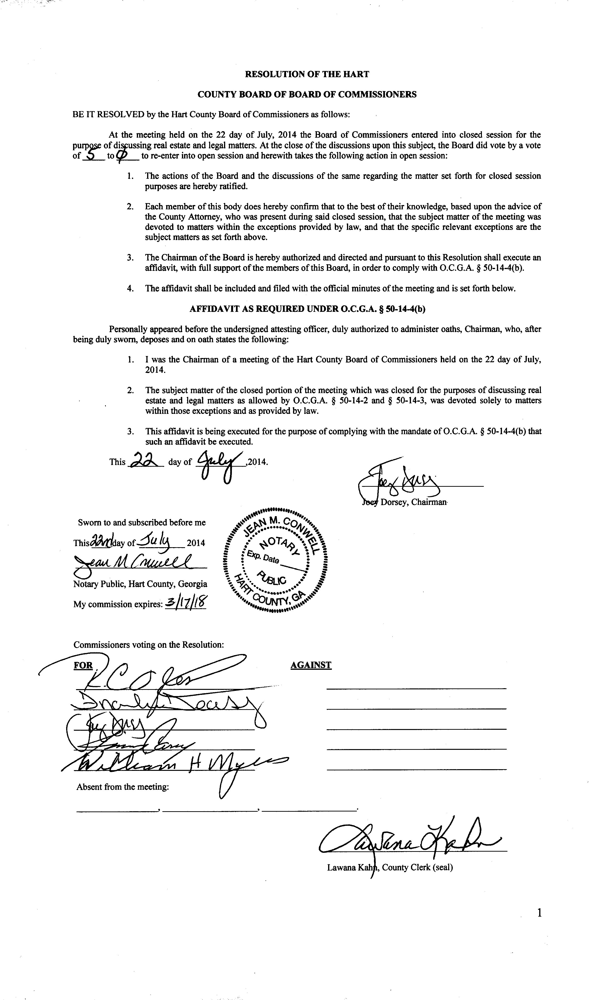 RESOLUTION OF THE HART
COUNTY BOARD OF BOARD OF COMMISSIONERS
BE IT RESOLVED by the Hart County Board of Commissioners as follows:
At the meeting held on the 22 day of July, 2014 the Board of Commissioners entered into closed session for the
purpose of discussing real estate and legal matters. At the close of the discussions upon this subject, the Board did vote by a vote
of 5 to 0 to re-enter into open session and herewith takes the following action in open session:
1. The actions of the Board and the discussions of the same regarding the matter set forth for closed session
purposes are hereby ratified.
2. Each member of this body does hereby confirm that to the best of their knowledge, based upon the advice of
the County Attorney, who was present during said closed session, that the subject matter of the meeting was
devoted to matters within the exceptions provided by law, and that the specific relevant exceptions are the
subject matters as set forth above.
3. The Chairman of the Board is hereby authorized and directed and pursuant to this Resolution shall execute an
affidavit, with full support of the members of this Board, in order to comply with O.C.G.A. § 50-14-4(b).
4. The affidavit shall be included and filed with the official minutes of the meeting and is set forth below.
AFFIDAVIT AS REQUIRED UNDER O.C.G.A. § 50-14-4(b)
Personally appeared before the undersigned attesting officer, duly authorized to administer oaths, Chairman, who, after
being duly sworn, deposes and on oath states the following:
1. I was the Chairman of a meeting of the Hart County Board of Commissioners held on the 22 day of July,
2014.
2. The subject matter of the closed portion of the meeting which was closed for the purposes of discussing real
estate and legal matters as allowed by O.C.G.A. § 50-14-2 and § 50-14-3, was devoted solely to matters
within those exceptions and as provided by law.
3. This affidavit is being executed for the purpose of complying with the mandate of O.C.G.A. § 50-14-4(b) that
such an affidavit be executed.
This 22 day of July ,2014.
Joey Dorsey
Joey Dorsey, Chairman
Sworn to and subscribed before me
This 22nd day of July 2014
Jean M Conwell
Notary Public, Hart County, Georgia
My commission expires: 3/17/18
JEAN M. CONWELL
NOTARY
Exp. Date
PUBLIC
HART COUNTY, GA
Commissioners voting on the Resolution:
FOR AGAINST
R C
Joey Dorsey
William H Myers
Absent from the meeting:
Lawana Kahn
Lawana Kahn, County Clerk (seal)
1